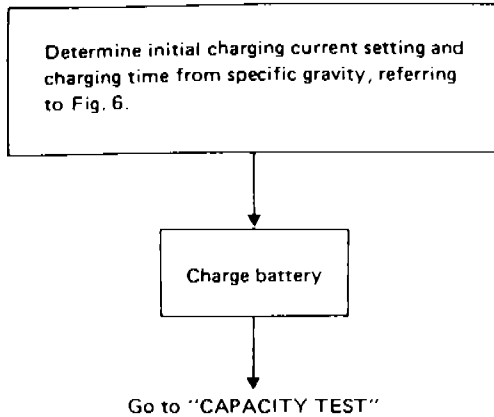 Determine initial charging current setting and
charging time from specific gravity, referring
to Fig. 6.
Charge battery
Go to "CAPACITY TEST"